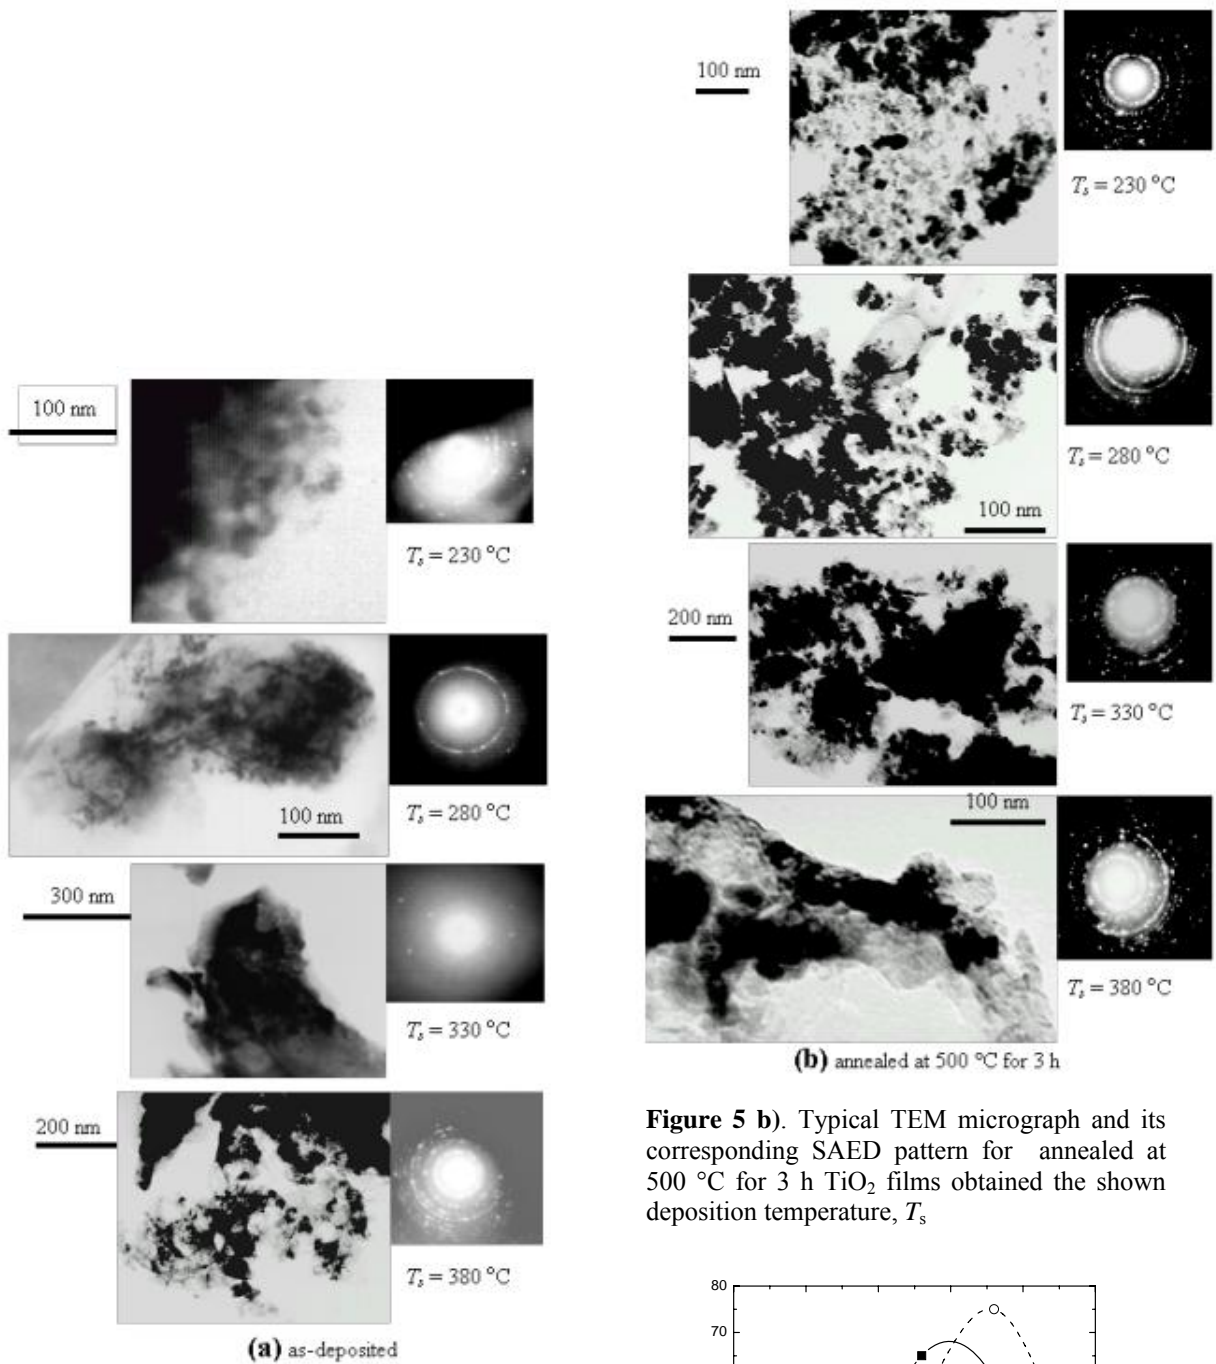 100 nm
T_s = 230 °C
100 nm
T_s = 280 °C
300 nm
T_s = 330 °C
200 nm
T_s = 380 °C
(a) as-deposited
100 nm
T_s = 230 °C
100 nm
T_s = 280 °C
200 nm
T_s = 330 °C
100 nm
T_s = 380 °C
(b) annealed at 500 °C for 3 h
Figure 5 b). Typical TEM micrograph and its
corresponding SAED pattern for annealed at
500 °C for 3 h TiO₂ films obtained the shown
deposition temperature, Tₛ
80
70